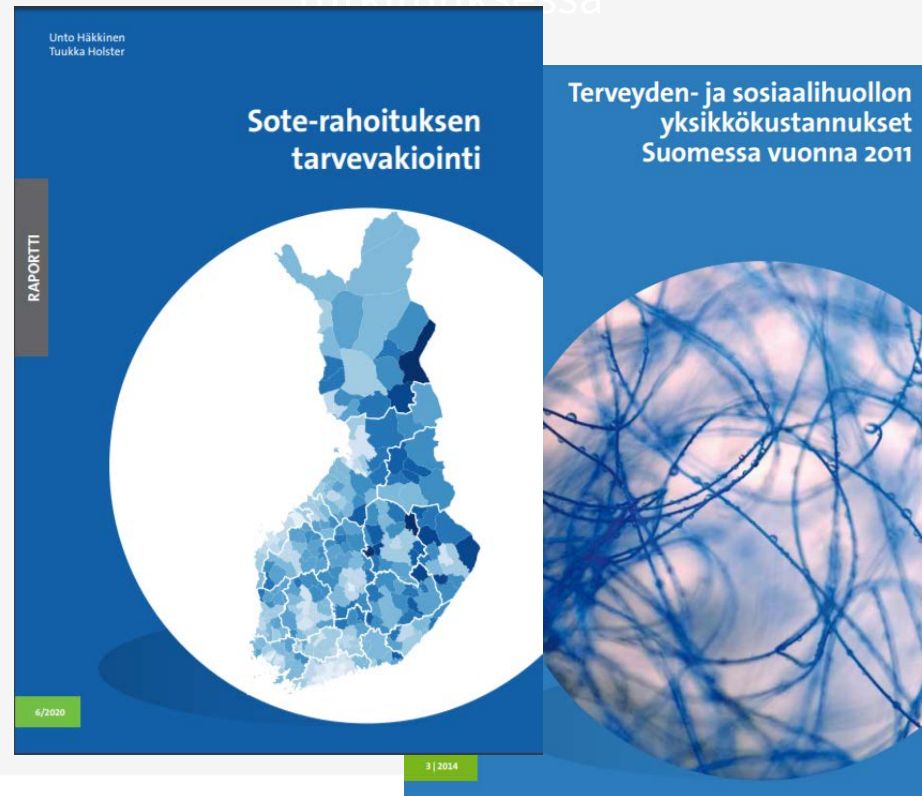 Unto Häkkinen
Tuukka Holster
Sote-rahoituksen
tarvevakiointi
RAPORTTI
6/2020
Terveyden- ja sosiaalihuollon
yksikkökustannukset
Suomessa vuonna 2011
3 | 2014